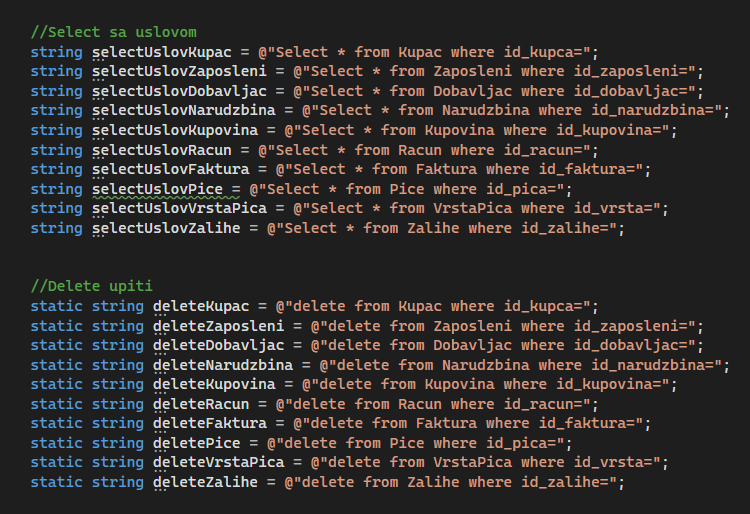 //Select sa uslovom
string selectUslovKupac = @"Select * from Kupac where id_kupca=";
string selectUslovZaposleni = @"Select * from Zaposleni where id_zaposleni=";
string selectUslovDobavljac = @"Select * from Dobavljac where id_dobavljac=";
string selectUslovNarudzbina = @"Select * from Narudzbina where id_narudzbina=";
string selectUslovKupovina = @"Select * from Kupovina where id_kupovina=";
string selectUslovRacun = @"Select * from Racun where id_racun=";
string selectUslovFaktura = @"Select * from Faktura where id_faktura=";
string selectUslovPice = @"Select * from Pice where id_pica=";
string selectUslovVrstaPica = @"Select * from VrstaPica where id_vrsta=";
string selectUslovZalihe = @"Select * from Zalihe where id_zalihe=";
//Delete upiti
static string deleteKupac = @"delete from Kupac where id_kupca=";
static string deleteZaposleni = @"delete from Zaposleni where id_zaposleni=";
static string deleteDobavljac = @"delete from Dobavljac where id_dobavljac=";
static string deleteNarudzbina = @"delete from Narudzbina where id_narudzbina=";
static string deleteKupovina = @"delete from Kupovina where id_kupovina=";
static string deleteRacun = @"delete from Racun where id_racun=";
static string deleteFaktura = @"delete from Faktura where id_faktura=";
static string deletePice = @"delete from Pice where id_pica=";
static string deleteVrstaPica = @"delete from VrstaPica where id_vrsta=";
static string deleteZalihe = @"delete from Zalihe where id_zalihe=";